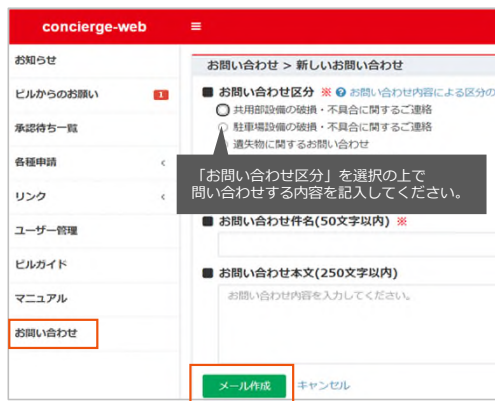 concierge-web
お知らせ
ビルからのお願い 1
承認待ち一覧
各種申請
リンク
ユーザー管理
ビルガイド
マニュアル
お問い合わせ
お問い合わせ > 新しいお問い合わせ
■ お問い合わせ区分 ※ ? お問い合わせ内容による区分の
共用部設備の破損・不具合に関するご連絡
駐車場設備の破損・不具合に関するご連絡
遺失物に関するお問い合わせ
「お問い合わせ区分」を選択の上で
問い合わせする内容を記入してください。
■ お問い合わせ件名(50文字以内) ※
■ お問い合わせ本文(250文字以内)
お問い合わせ内容を入力してください。
メール作成 キャンセル